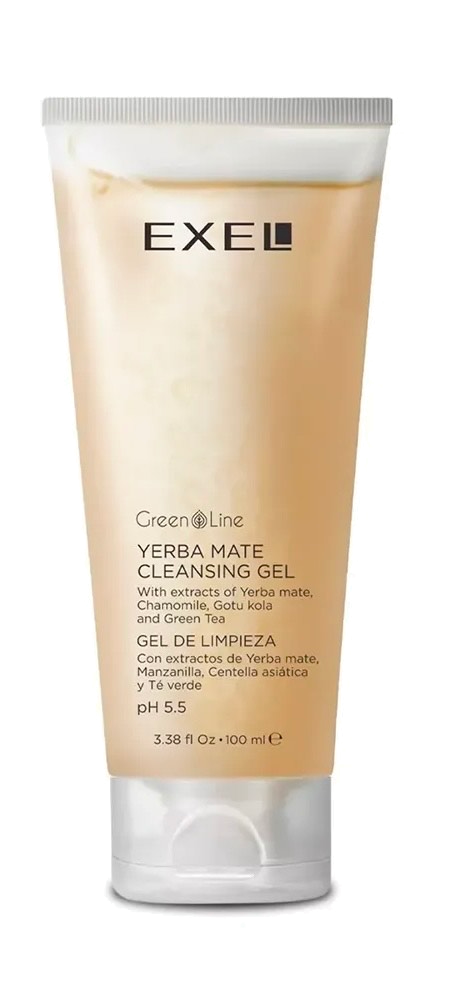 EXEL
Green Line
YERBA MATE
CLEANSING GEL
With extracts of Yerba mate,
Chamomile, Gotu kola
and Green Tea
GEL DE LIMPIEZA
Con extractos de Yerba mate,
Manzanilla, Centella asiática
y Té verde
pH 5.5
3.38 fl Oz • 100 ml ℮